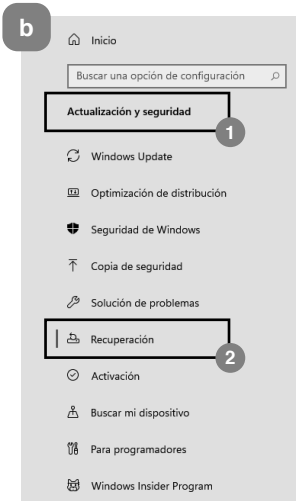 b
Inicio
Buscar una opción de configuración
Actualización y seguridad
1
Windows Update
Optimización de distribución
Seguridad de Windows
Copia de seguridad
Solución de problemas
Recuperación
2
Activación
Buscar mi dispositivo
Para programadores
Windows Insider Program